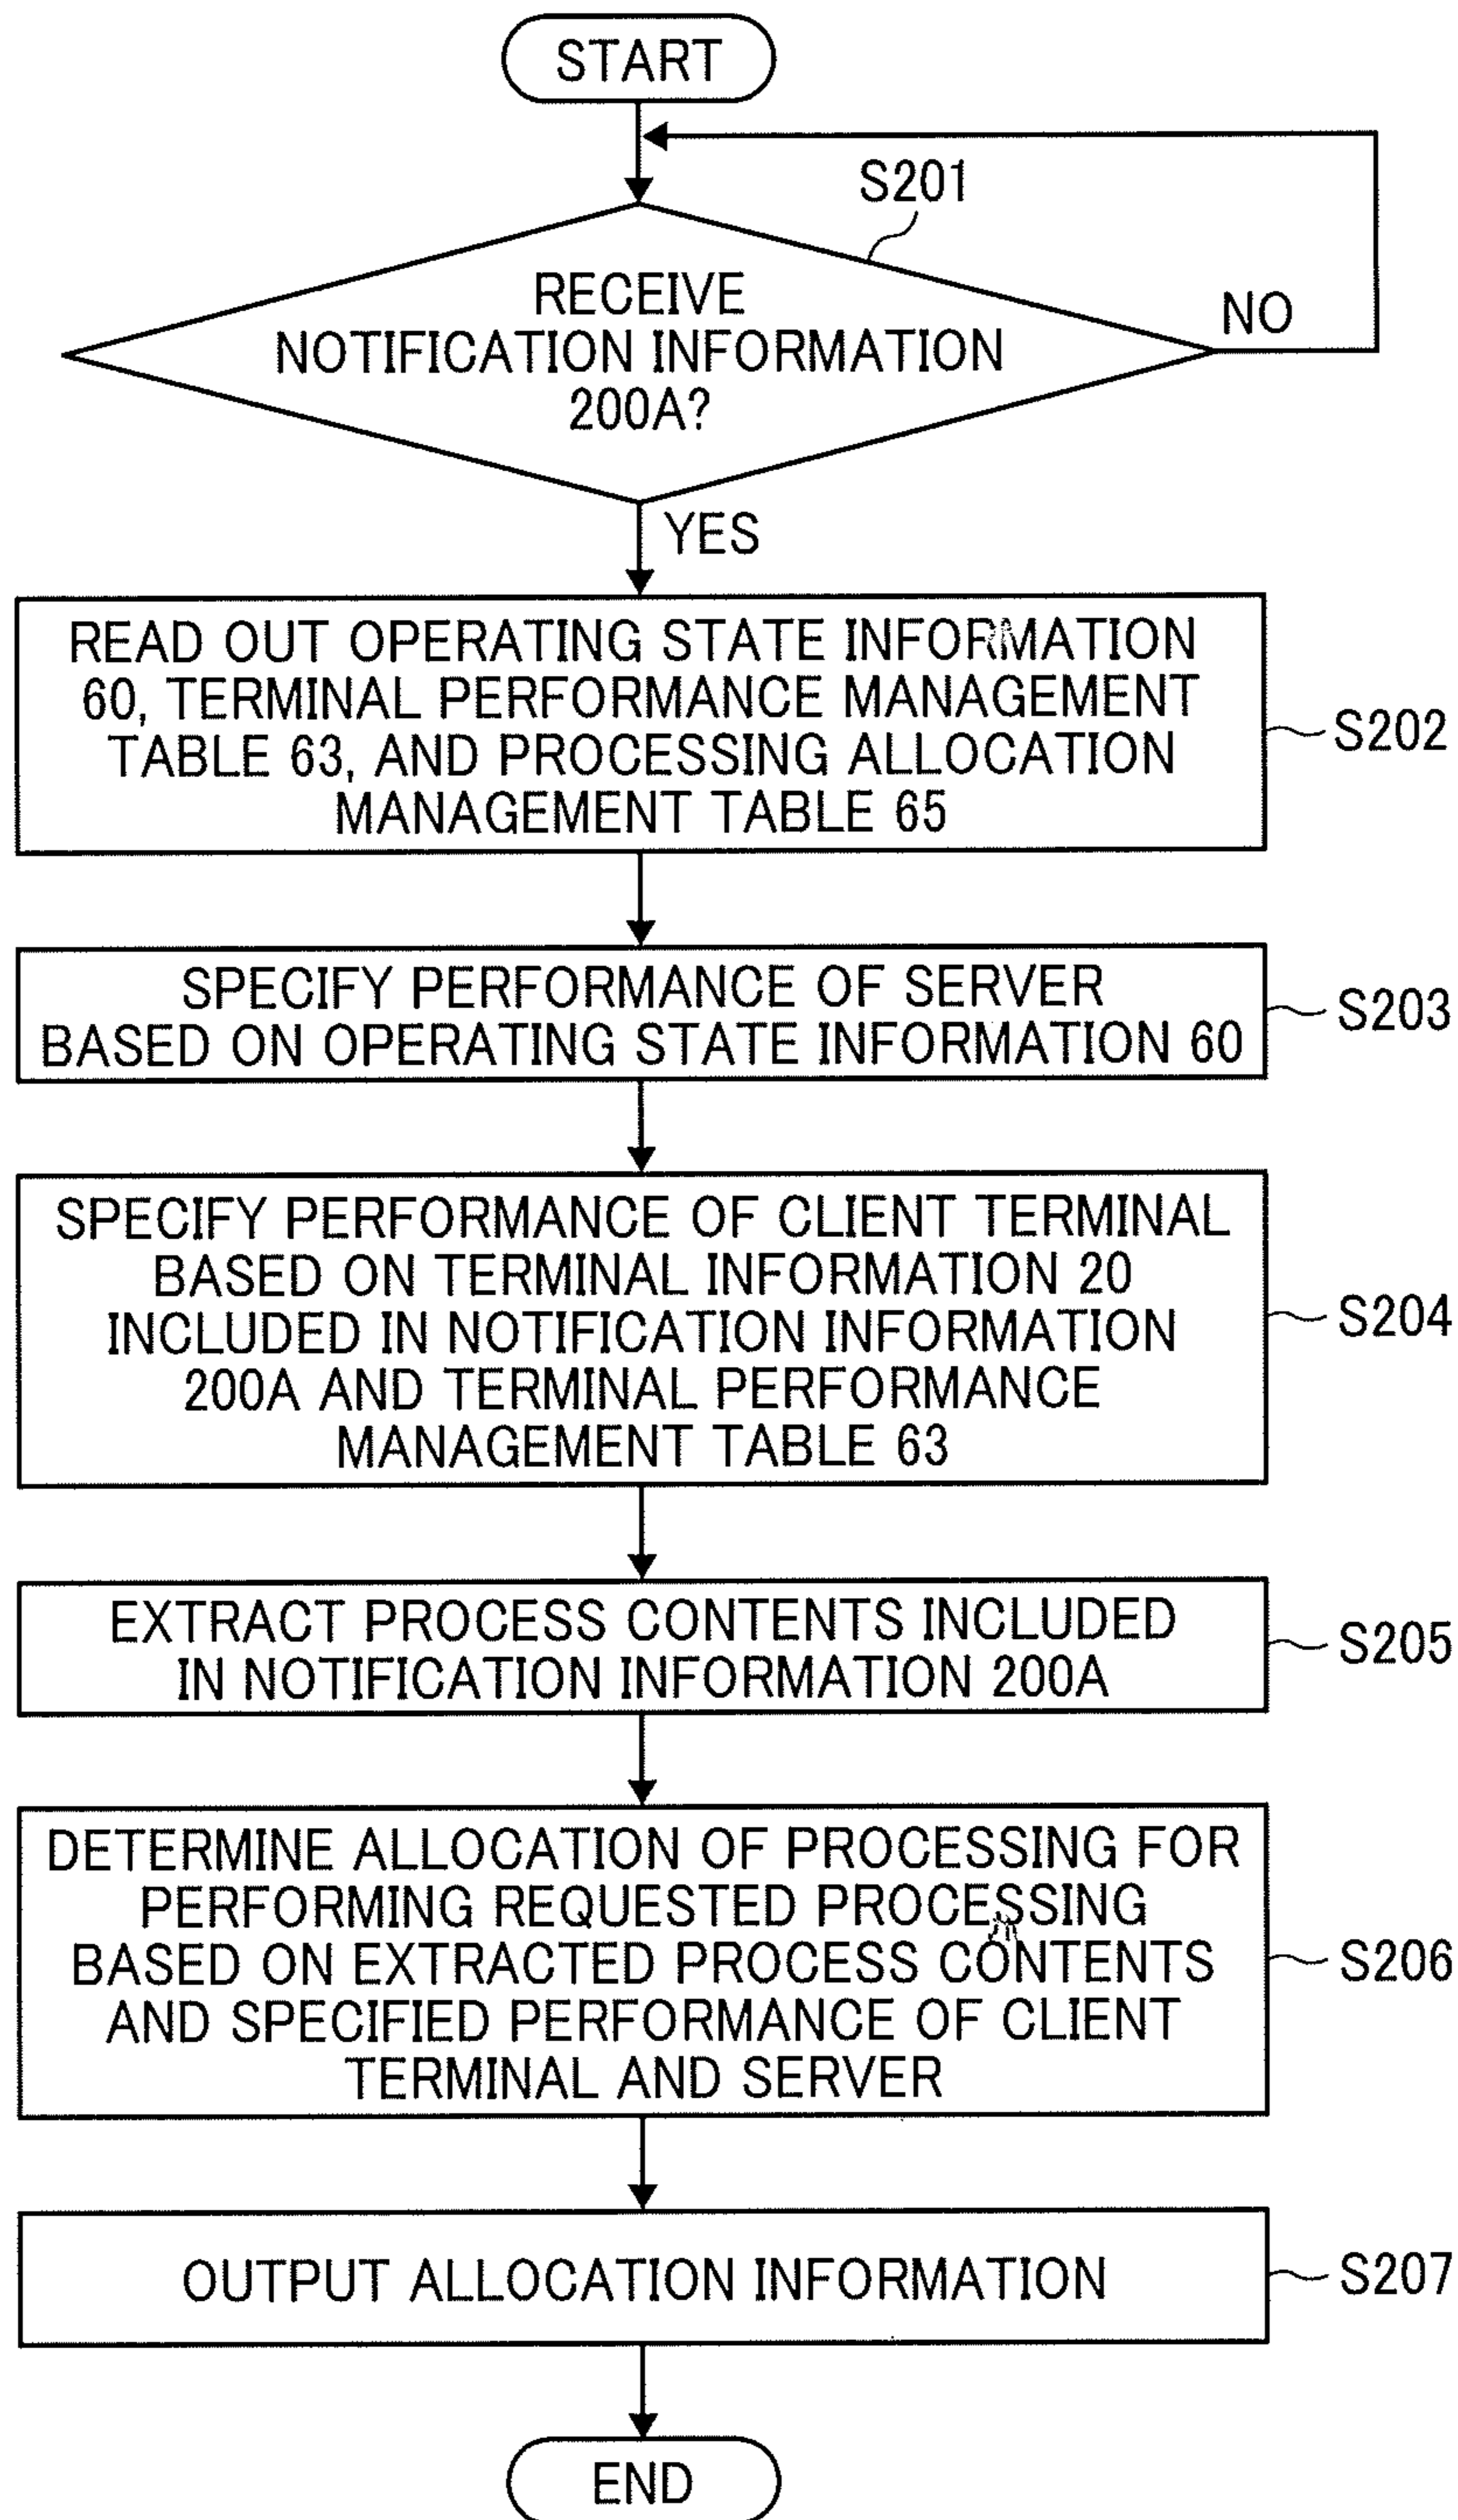 START
S201
RECEIVE
NOTIFICATION INFORMATION
200A?
NO
YES
READ OUT OPERATING STATE INFORMATION
60, TERMINAL PERFORMANCE MANAGEMENT
TABLE 63, AND PROCESSING ALLOCATION
MANAGEMENT TABLE 65
S202
SPECIFY PERFORMANCE OF SERVER
BASED ON OPERATING STATE INFORMATION 60
S203
SPECIFY PERFORMANCE OF CLIENT TERMINAL
BASED ON TERMINAL INFORMATION 20
INCLUDED IN NOTIFICATION INFORMATION
200A AND TERMINAL PERFORMANCE
MANAGEMENT TABLE 63
S204
EXTRACT PROCESS CONTENTS INCLUDED
IN NOTIFICATION INFORMATION 200A
S205
DETERMINE ALLOCATION OF PROCESSING FOR
PERFORMING REQUESTED PROCESSING
BASED ON EXTRACTED PROCESS CONTENTS
AND SPECIFIED PERFORMANCE OF CLIENT
TERMINAL AND SERVER
S206
OUTPUT ALLOCATION INFORMATION
S207
END